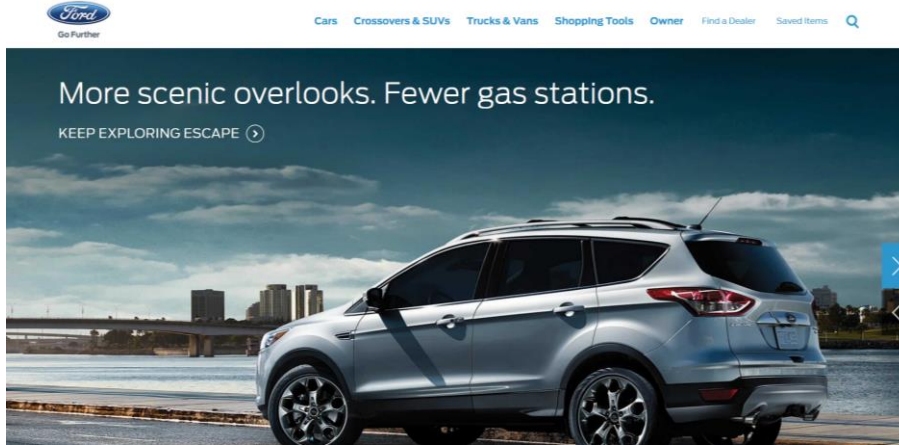 Ford
Go Further
Cars Crossovers & SUVs Trucks & Vans Shopping Tools Owner Find a Dealer Saved Items
More scenic overlooks. Fewer gas stations.
KEEP EXPLORING ESCAPE